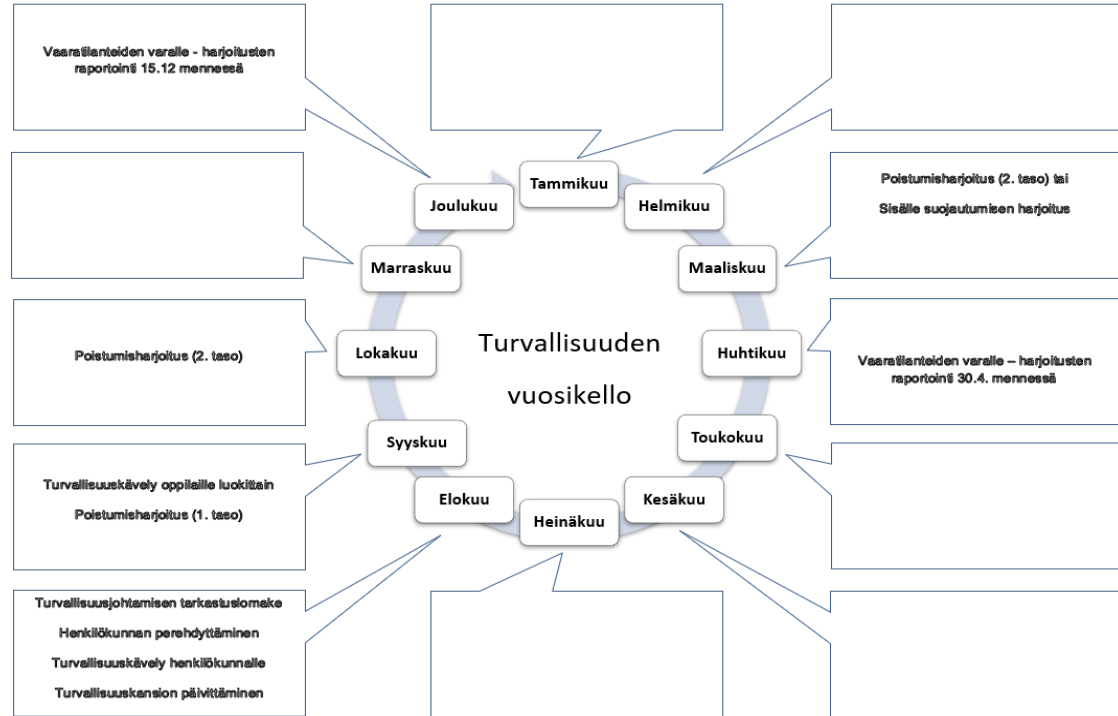 Vaaratilanteiden varalle - harjoitusten
raportointi 15.12 mennessä
Tammikuu
Helmikuu
Poistumisharjoitus (2. taso) tai
Sisälle suojautumisen harjoitus
Maaliskuu
Huhtikuu
Vaaratilanteiden varalle – harjoitusten
raportointi 30.4. mennessä
Toukokuu
Kesäkuu
Heinäkuu
Elokuu
Turvallisuusjohtamisen tarkastuslomake
Henkilökunnan perehdyttäminen
Turvallisuuskävely henkilökunnalle
Turvallisuuskansion päivittäminen
Syyskuu
Turvallisuuskävely oppilaille luokittain
Poistumisharjoitus (1. taso)
Lokakuu
Poistumisharjoitus (2. taso)
Marraskuu
Joulukuu
Turvallisuuden
vuosikello